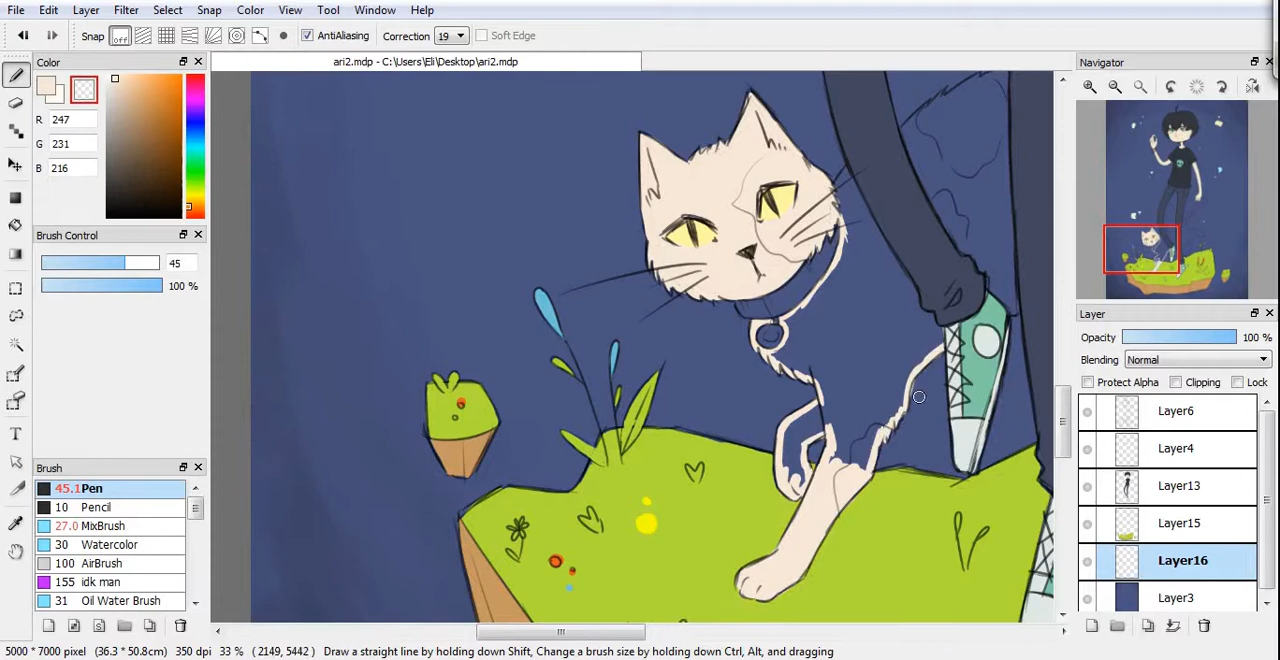 File Edit Layer Filter Select Snap Color View Tool Window Help
Snap off AntiAliasing Correction 19 Soft Edge
Color
R 247
G 231
B 216
Brush Control
45
100 %
Brush
45.1 Pen
10 Pencil
27.0 MixBrush
30 Watercolor
100 AirBrush
155 idk man
31 Oil Water Brush
ari2.mdp - C:\Users\Eli\Desktop\ari2.mdp
Navigator
Layer
Opacity 100 %
Blending Normal
Protect Alpha Clipping Lock
Layer6
Layer4
Layer13
Layer15
Layer16
Layer3
5000 * 7000 pixel (36.3 * 50.8cm) 350 dpi 33 % ( 2149, 5442 ) Draw a straight line by holding down Shift, Change a brush size by holding down Ctrl, Alt, and dragging